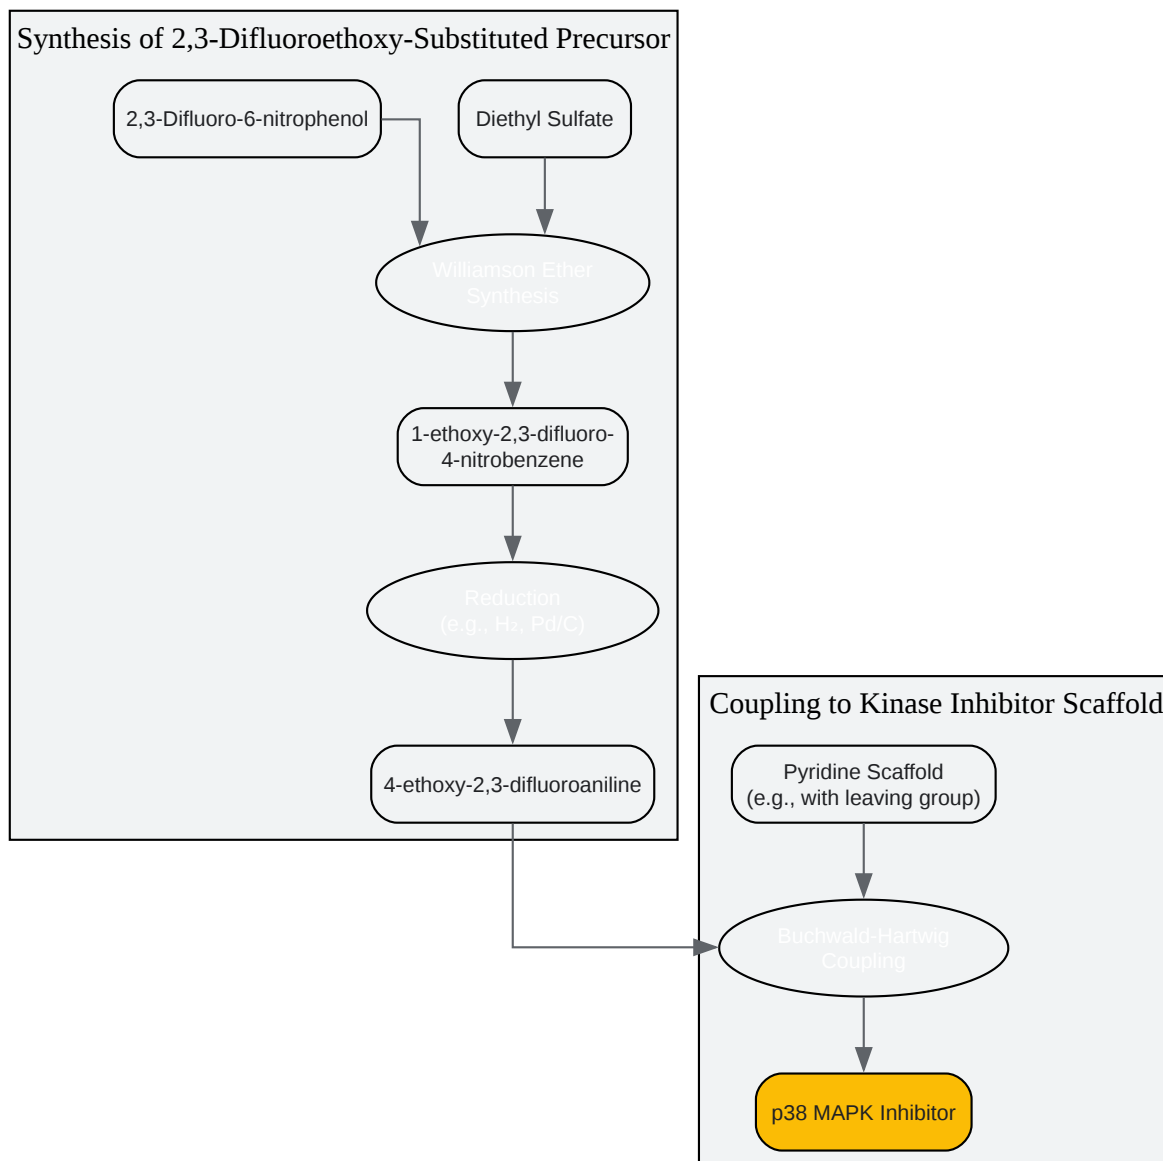 Synthesis of 2,3-Difluoroethoxy-Substituted Precursor
2,3-Difluoro-6-nitrophenol
Diethyl Sulfate
Williamson Ether
Synthesis
1-ethoxy-2,3-difluoro-
4-nitrobenzene
Reduction
(e.g., H₂, Pd/C)
4-ethoxy-2,3-difluoroaniline
Coupling to Kinase Inhibitor Scaffold
Pyridine Scaffold
(e.g., with leaving group)
Buchwald-Hartwig
Coupling
p38 MAPK Inhibitor